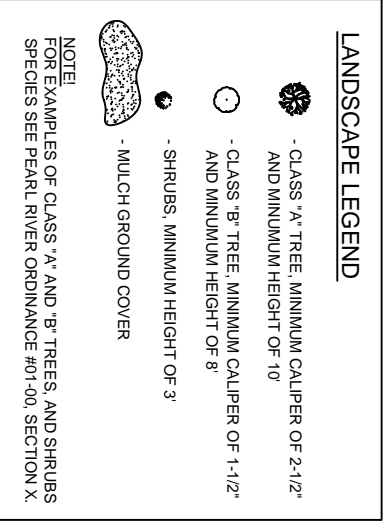 LANDSCAPE LEGEND
- CLASS "A" TREE, MINIMUM CALIPER OF 2-1/2"
AND MINUMUM HEIGHT OF 10'
- CLASS "B" TREE, MINIMUM CALIPER OF 1-1/2"
AND MINUMUM HEIGHT OF 8'
- SHRUBS, MINIMUM HEIGHT OF 3'
- MULCH GROUND COVER
NOTE!
FOR EXAMPLES OF CLASS "A" AND "B" TREES, AND SHRUBS
SPECIES SEE PEARL RIVER ORDINANCE #01-00, SECTION X.